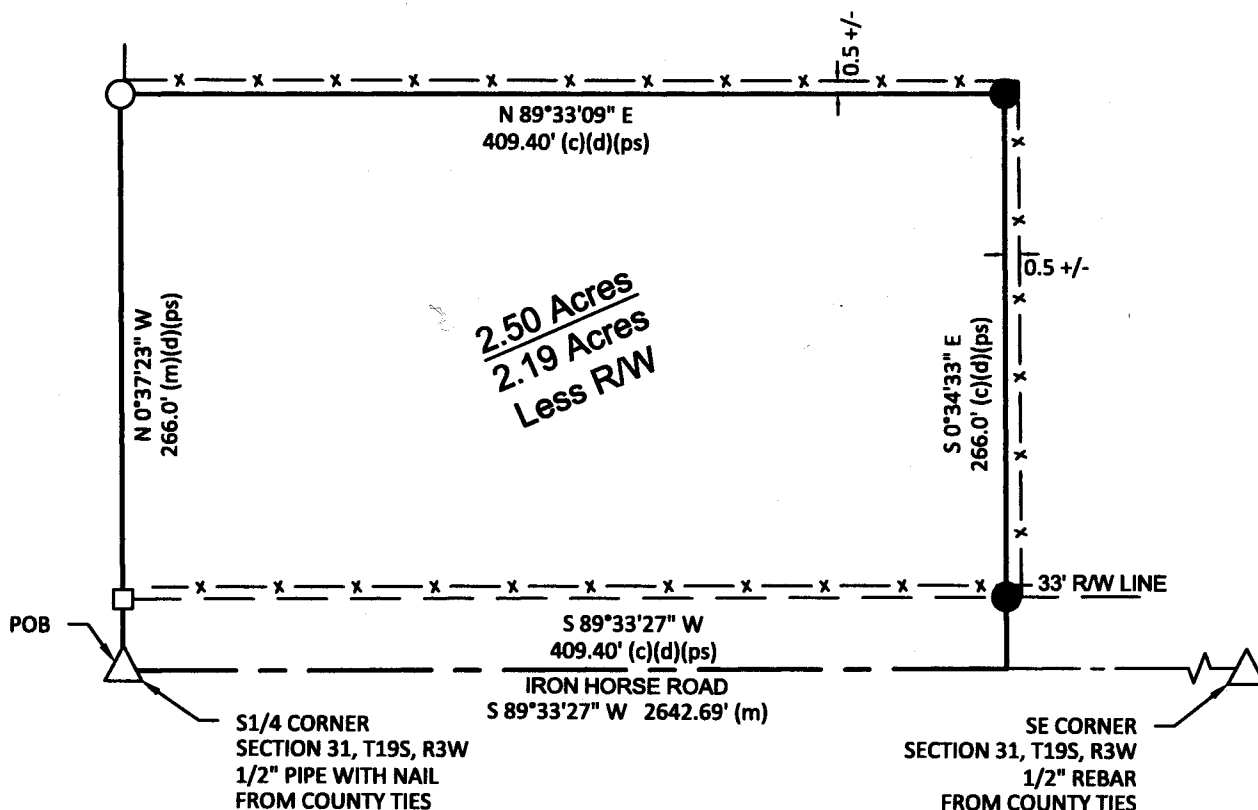 0.5 +/-
N 89°33'09" E
409.40' (c)(d)(ps)
N 0°37'23" W
266.0' (m)(d)(ps)
2.50 Acres
2.19 Acres
Less R/W
0.5 +/-
S 0°34'33" E
266.0' (c)(d)(ps)
33' R/W LINE
POB
S 89°33'27" W
409.40' (c)(d)(ps)
IRON HORSE ROAD
S 89°33'27" W 2642.69' (m)
S1/4 CORNER
SECTION 31, T19S, R3W
1/2" PIPE WITH NAIL
FROM COUNTY TIES
SE CORNER
SECTION 31, T19S, R3W
1/2" REBAR
FROM COUNTY TIES